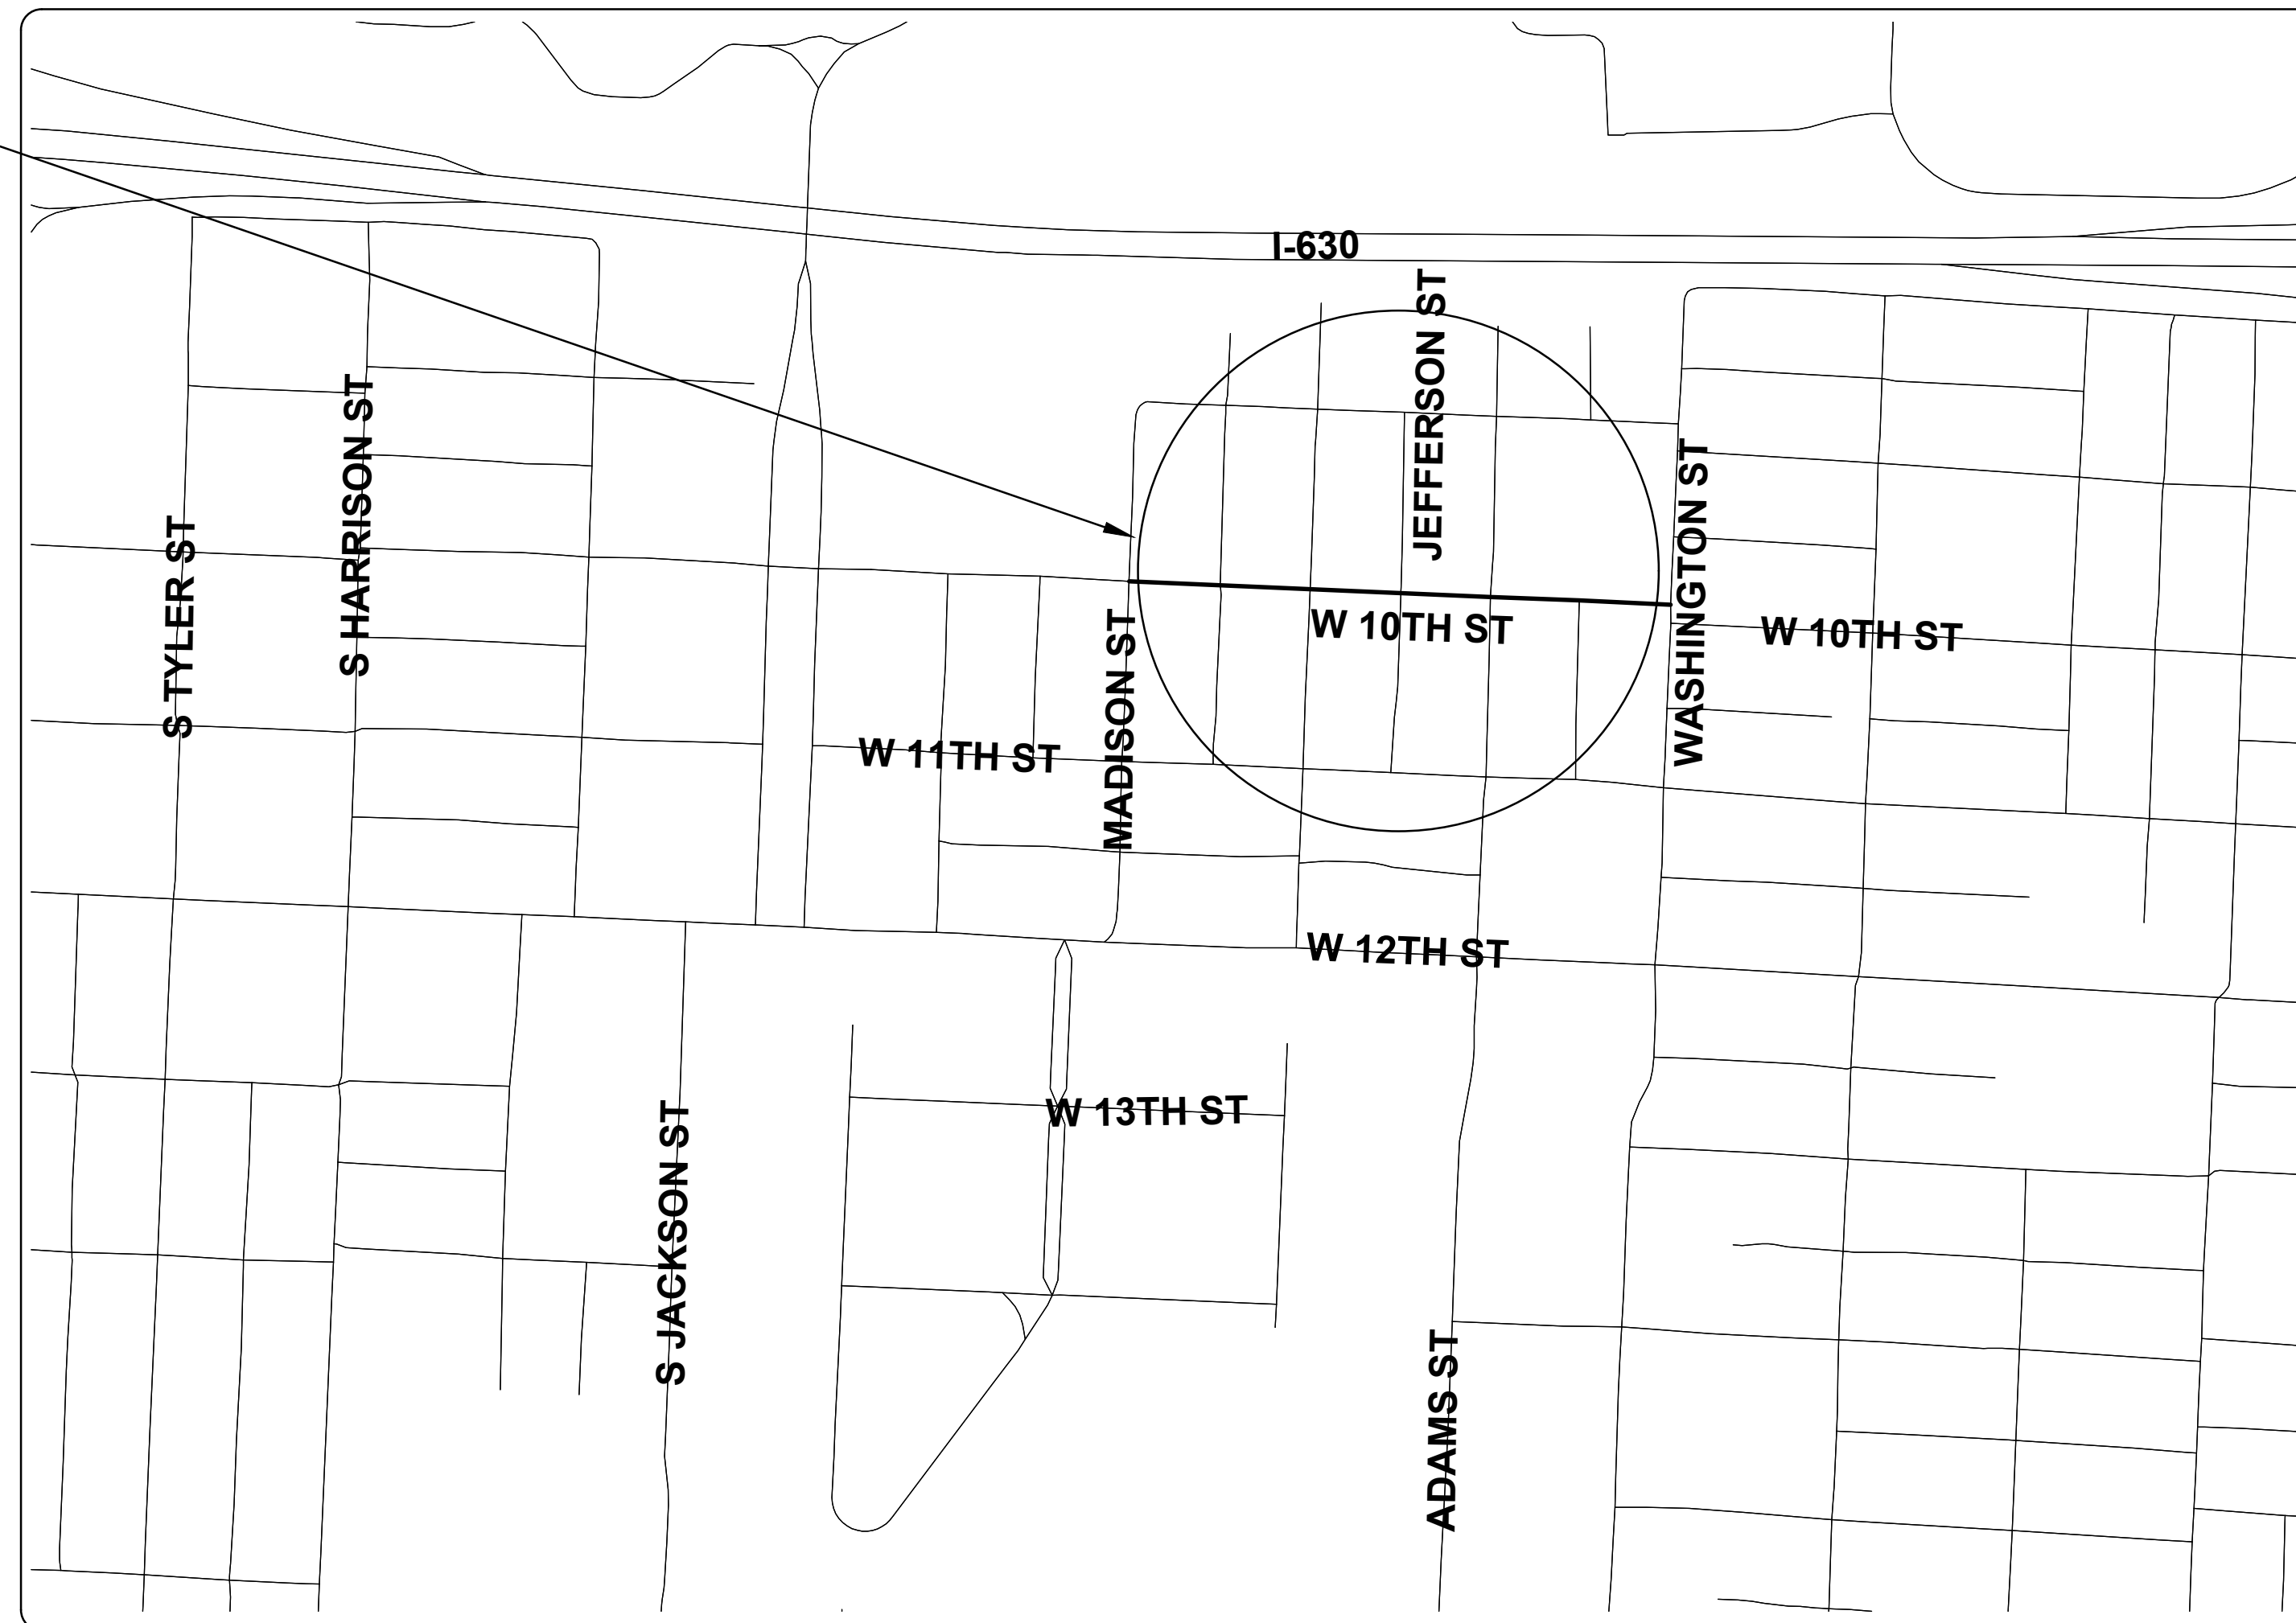 I-630
JEFFERSON ST
S HARRISON ST
WASHINGTON ST
S TYLER ST
MADISON ST
W 10TH ST
W 10TH ST
W 11TH ST
W 12TH ST
W 13TH ST
S JACKSON ST
ADAMS ST